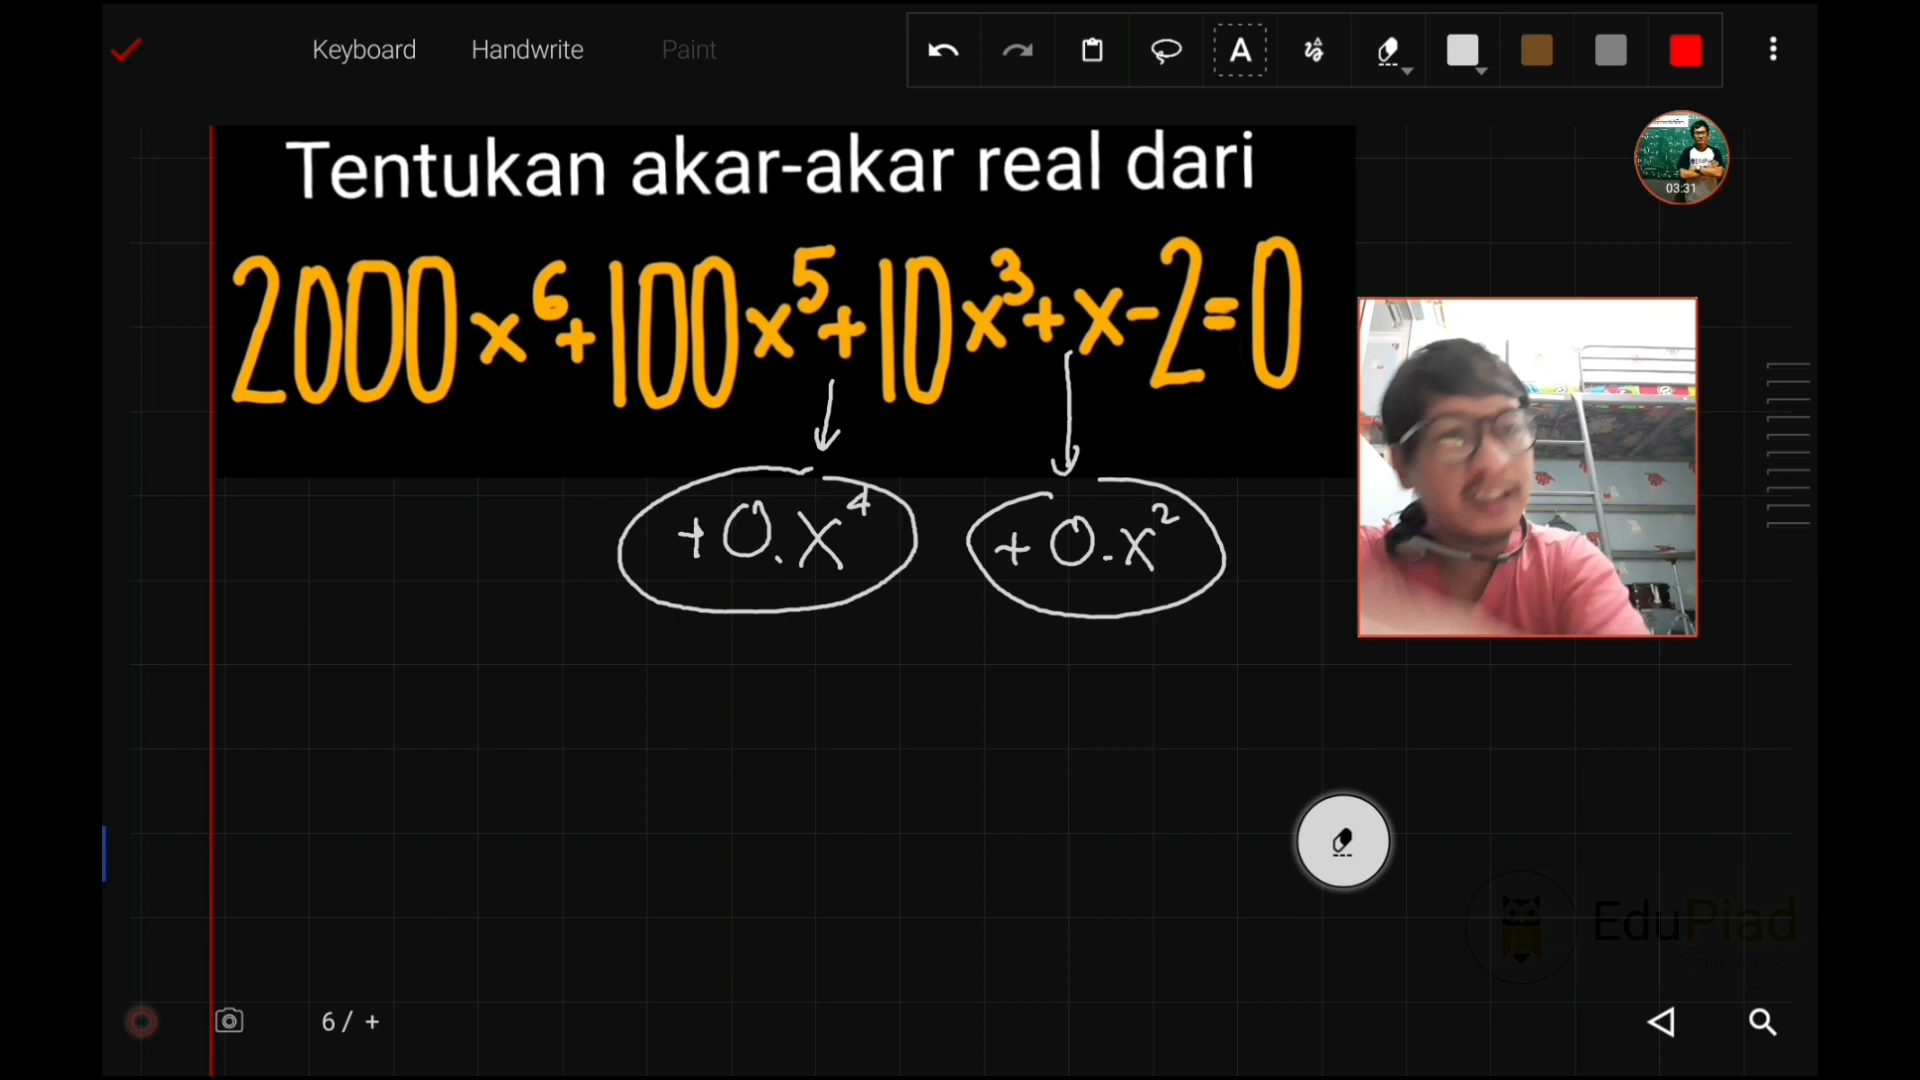 Keyboard Handwrite Paint A
03:31
Tentukan akar-akar real dari
2000x⁶+100x⁵+10x³+x-2=0
+0.x⁴ +0.x²
EduPiad
6 / +